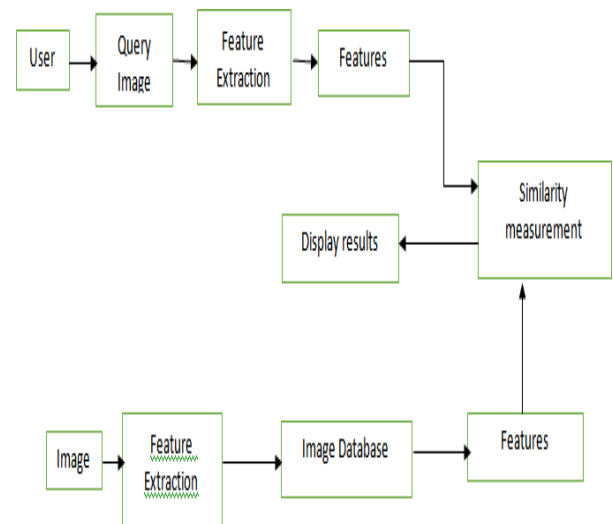 User
Query
Image
Feature
Extraction
Features
Similarity
measurement
Display results
Image
Feature
Extraction
Image Database
Features